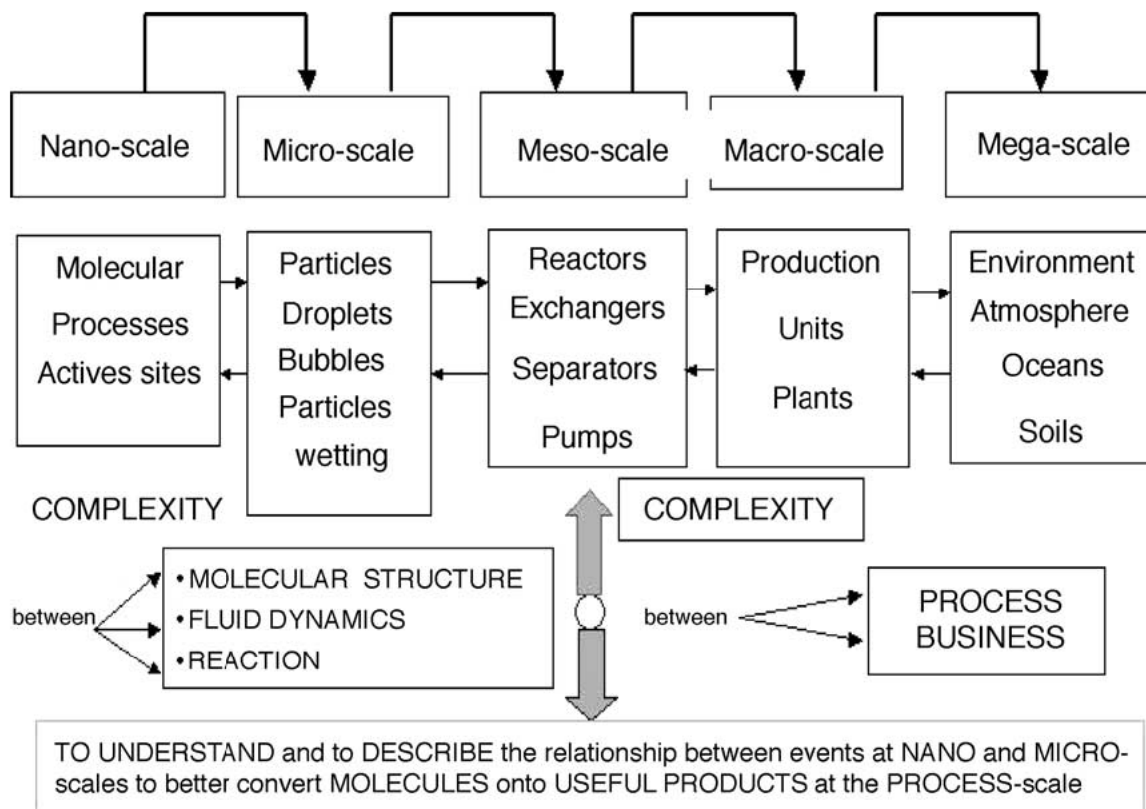 Nano-scale
Micro-scale
Meso-scale
Macro-scale
Mega-scale
Molecular
Processes
Actives sites
Particles
Droplets
Bubbles
Particles
wetting
Reactors
Exchangers
Separators
Pumps
Production
Units
Plants
Environment
Atmosphere
Oceans
Soils
COMPLEXITY
between
•MOLECULAR STRUCTURE
•FLUID DYNAMICS
•REACTION
COMPLEXITY
between
PROCESS
BUSINESS
TO UNDERSTAND and to DESCRIBE the relationship between events at NANO and MICRO-
scales to better convert MOLECULES onto USEFUL PRODUCTS at the PROCESS-scale